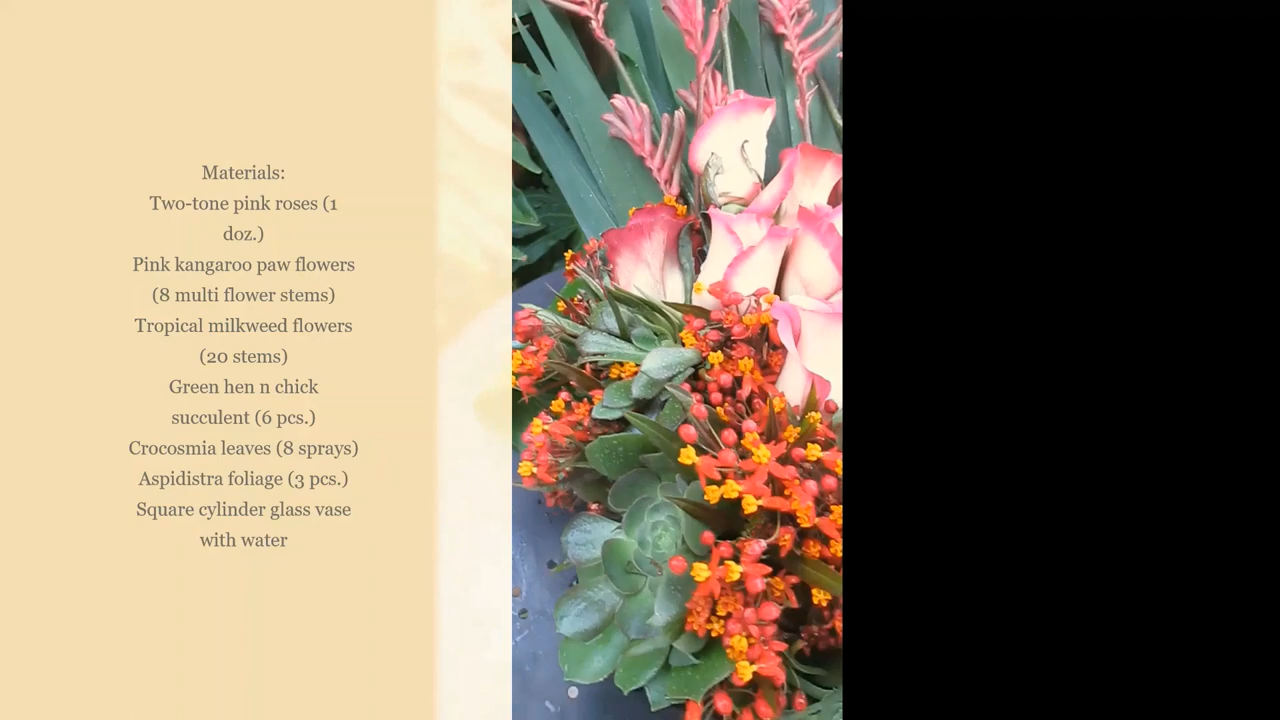 Materials:
Two-tone pink roses (1
doz.)
Pink kangaroo paw flowers
(8 multi flower stems)
Tropical milkweed flowers
(20 stems)
Green hen n chick
succulent (6 pcs.)
Crocosmia leaves (8 sprays)
Aspidistra foliage (3 pcs.)
Square cylinder glass vase
with water